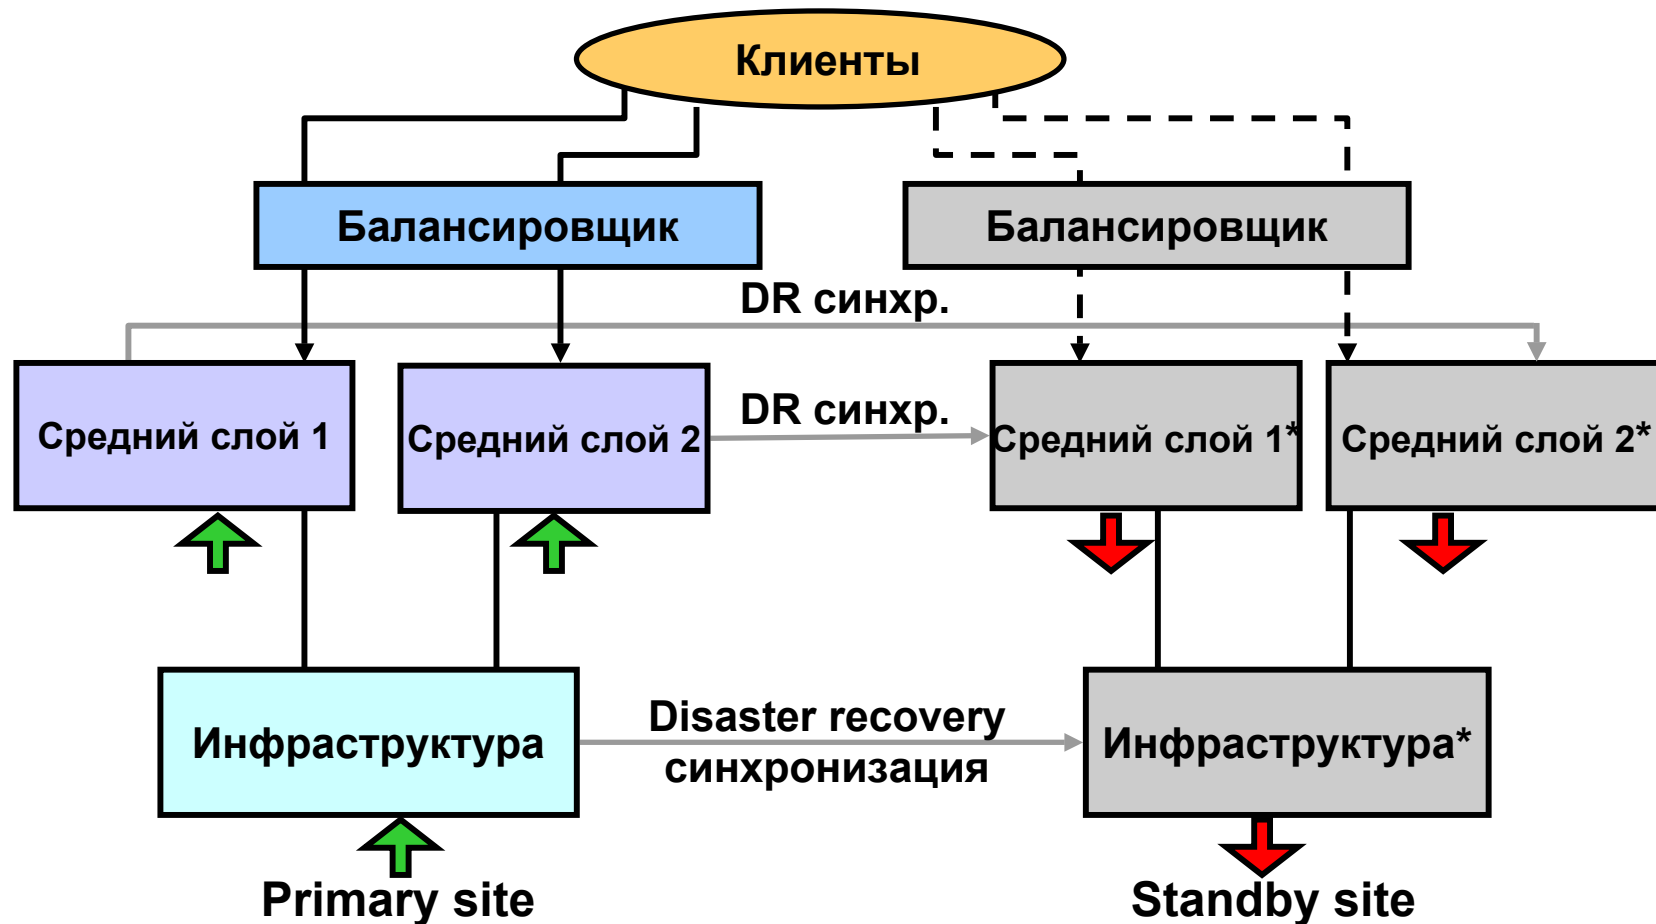 Клиенты
Балансировщик
Балансировщик
DR синхр.
Средний слой 1
Средний слой 2
DR синхр.
Средний слой 1*
Средний слой 2*
Инфраструктура
Disaster recovery
синхронизация
Инфраструктура*
Primary site
Standby site